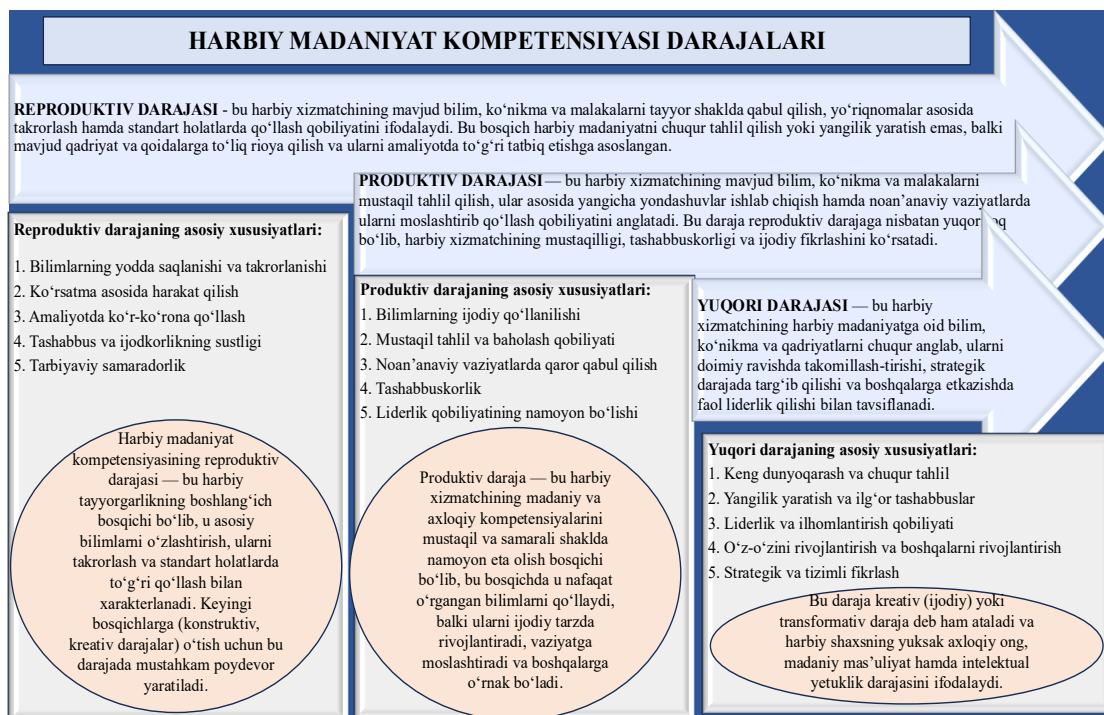 HARBIY MADANIYAT KOMPETENSIYASI DARAJALARI
REPRODUKTIV DARAJASI - bu harbiy xizmatchining mavjud bilim, ko‘nikma va malakalarni tayyor shaklda qabul qilish, yo‘riqnomalar asosida
takrorlash hamda standart holatlarda qo‘llash qobiliyatini ifodalaydi. Bu bosqich harbiy madaniyatni chuqur tahlil qilish yoki yangilik yaratish emas, balki
mavjud qadriyat va qoidalarga to‘liq rioya qilish va ularni amaliyotda to‘g‘ri tatbiq etishga asoslangan.
Reproduktiv darajaning asosiy xususiyatlari:
1. Bilimlarning yodda saqlanishi va takrorlanishi
2. Ko‘rsatma asosida harakat qilish
3. Amaliyotda ko‘r-ko‘rona qo‘llash
4. Tashabbus va ijodkorlikning sustligi
5. Tarbiyaviy samaradorlik
Harbiy madaniyat
kompetensiyasining reproduktiv
darajasi — bu harbiy
tayyorgarlikning boshlang‘ich
bosqichi bo‘lib, u asosiy
bilimlarni o‘zlashtirish, ularni
takrorlash va standart holatlarda
to‘g‘ri qo‘llash bilan
xarakterlanadi. Keyingi
bosqichlarga (konstruktiv,
kreativ darajalar) o‘tish uchun bu
darajada mustahkam poydevor
yaratiladi.
PRODUKTIV DARAJASI — bu harbiy xizmatchining mavjud bilim, ko‘nikma va malakalarni
mustaqil tahlil qilish, ular asosida yangicha yondashuvlar ishlab chiqish hamda noan’anaviy vaziyatlarda
ularni moslashtirib qo‘llash qobiliyatini anglatadi. Bu daraja reproduktiv darajaga nisbatan yuqoriroq
bo‘lib, harbiy xizmatchining mustaqilligi, tashabbuskorligi va ijodiy fikrlashini ko‘rsatadi.
Produktiv darajaning asosiy xususiyatlari:
1. Bilimlarning ijodiy qo‘llanilishi
2. Mustaqil tahlil va baholash qobiliyati
3. Noan’anaviy vaziyatlarda qaror qabul qilish
4. Tashabbuskorlik
5. Liderlik qobiliyatining namoyon bo‘lishi
Produktiv daraja — bu harbiy
xizmatchining madaniy va
axloqiy kompetensiyalarini
mustaqil va samarali shaklda
namoyon eta olish bosqichi
bo‘lib, bu bosqichda u nafaqat
o‘rgangan bilimlarni qo‘llaydi,
balki ularni ijodiy tarzda
rivojlantiradi, vaziyatga
moslashtiradi va boshqalarga
o‘rnak bo‘ladi.
YUQORI DARAJASI — bu harbiy
xizmatchining harbiy madaniyatga oid bilim,
ko‘nikma va qadriyatlarni chuqur anglab, ularni
doimiy ravishda takomillash-tirishi, strategik
darajada targ‘ib qilishi va boshqalarga etkazishda
faol liderlik qilishi bilan tavsiflanadi.
Yuqori darajaning asosiy xususiyatlari:
1. Keng dunyoqarash va chuqur tahlil
2. Yangilik yaratish va ilg‘or tashabbuslar
3. Liderlik va ilhomlantirish qobiliyati
4. O‘z-o‘zini rivojlantirish va boshqalarni rivojlantirish
5. Strategik va tizimli fikrlash
Bu daraja kreativ (ijodiy) yoki
transformativ daraja deb ham ataladi va
harbiy shaxsning yuksak axloqiy ong,
madaniy mas’uliyat hamda intelektual
yetuklik darajasini ifodalaydi.